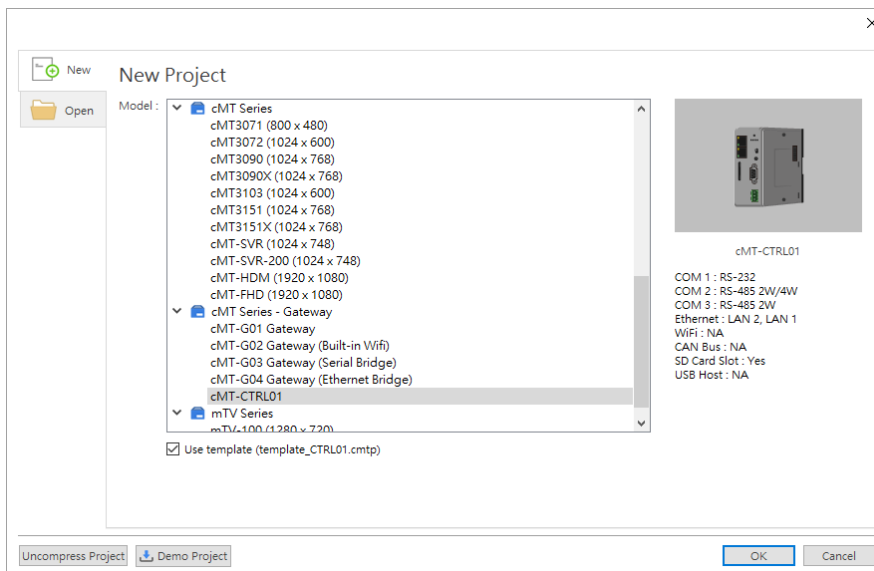 New
Open
New Project
Model :
cMT Series
cMT3071 (800 x 480)
cMT3072 (1024 x 600)
cMT3090 (1024 x 768)
cMT3090X (1024 x 768)
cMT3103 (1024 x 600)
cMT3151 (1024 x 768)
cMT3151X (1024 x 768)
cMT-SVR (1024 x 748)
cMT-SVR-200 (1024 x 748)
cMT-HDM (1920 x 1080)
cMT-FHD (1920 x 1080)
cMT Series - Gateway
cMT-G01 Gateway
cMT-G02 Gateway (Built-in Wifi)
cMT-G03 Gateway (Serial Bridge)
cMT-G04 Gateway (Ethernet Bridge)
cMT-CTRL01
mTV Series
mTV-100 (1280 x 720)
Use template (template_CTRL01.cmtp)
cMT-CTRL01
COM 1 : RS-232
COM 2 : RS-485 2W/4W
COM 3 : RS-485 2W
Ethernet : LAN 2, LAN 1
WiFi : NA
CAN Bus : NA
SD Card Slot : Yes
USB Host : NA
Uncompress Project
Demo Project
OK
Cancel